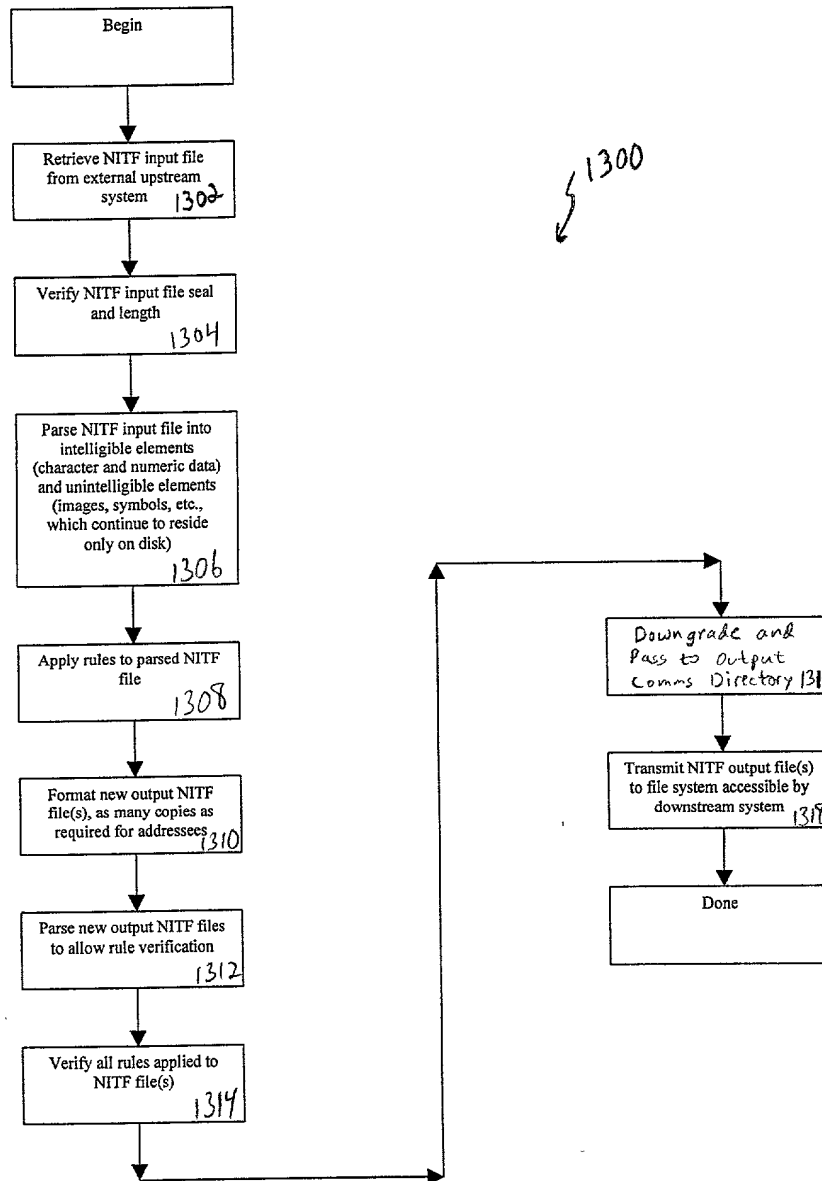 Begin
1300
Retrieve NITF input file
from external upstream
system
1302
Verify NITF input file seal
and length
1304
Parse NITF input file into
intelligible elements
(character and numeric data)
and unintelligible elements
(images, symbols, etc.,
which continue to reside
only on disk)
1306
Apply rules to parsed NITF
file
1308
Format new output NITF
file(s), as many copies as
required for addressees
1310
Parse new output NITF files
to allow rule verification
1312
Verify all rules applied to
NITF file(s)
1314
Downgrade and
Pass to Output
Comms Directory
Transmit NITF output file(s)
to file system accessible by
downstream system
Done